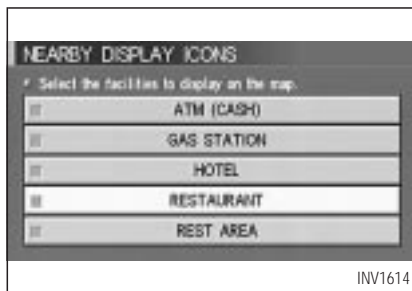 NEARBY DISPLAY ICONS
Select the facilities to display on the map.
ATM (CASH)
GAS STATION
HOTEL
RESTAURANT
REST AREA
INV1614